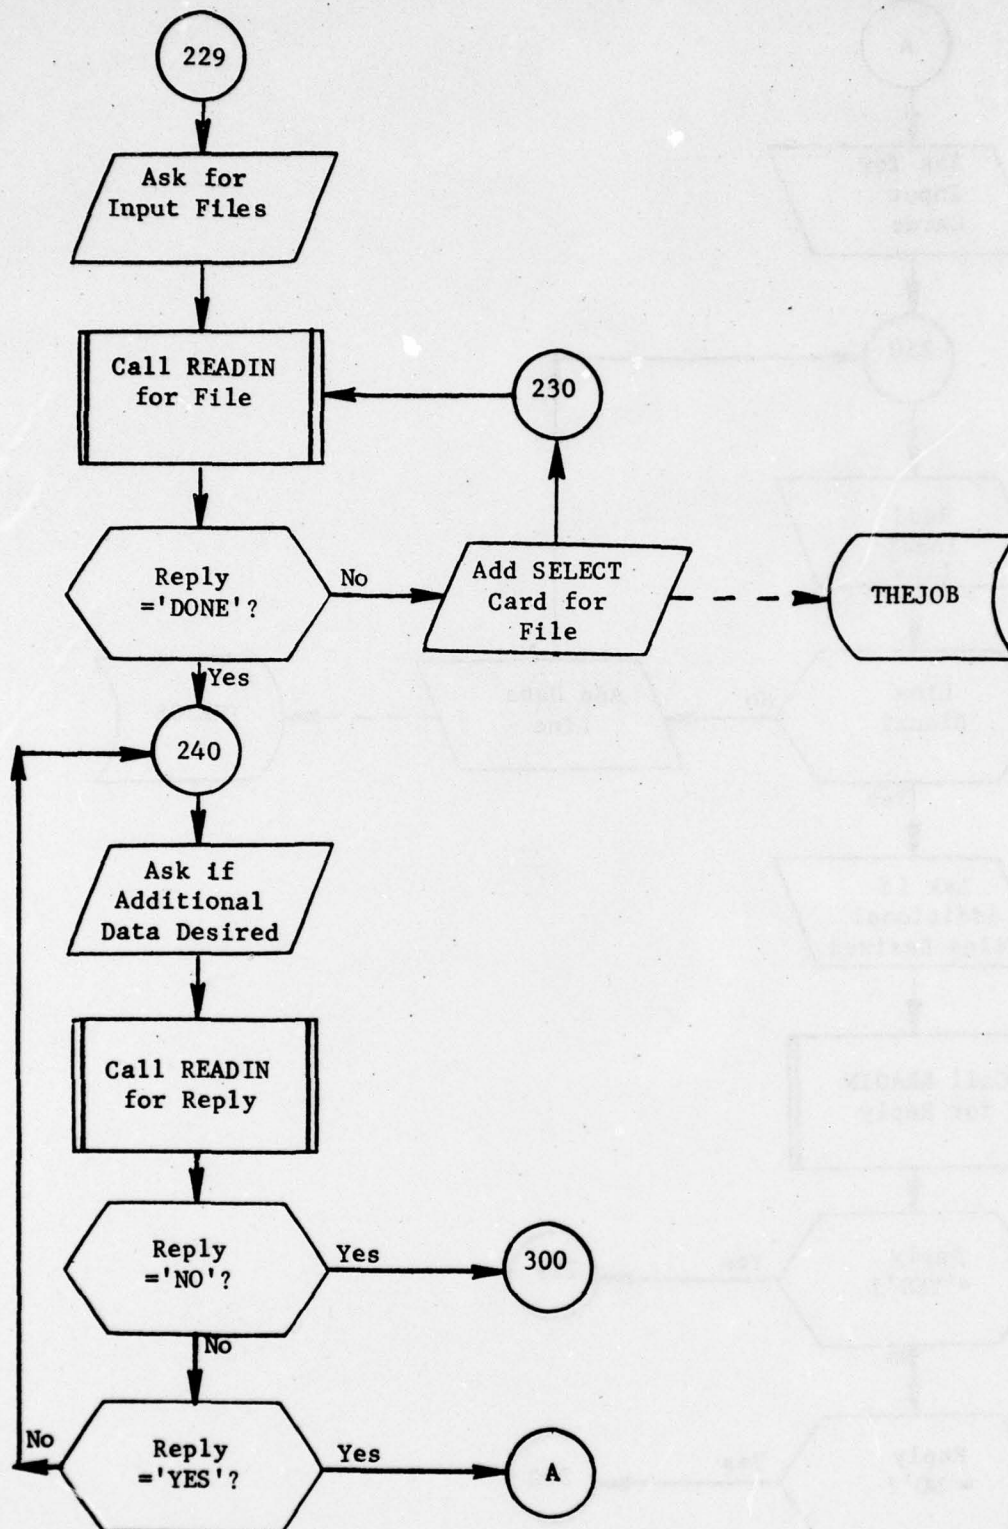 229
Ask for
Input Files
Call READIN
for File
230
Reply
='DONE'?
No
Add SELECT
Card for
File
THEJOB
Yes
240
Ask if
Additional
Data Desired
Call READIN
for Reply
Reply
='NO'?
Yes
300
No
Reply
='YES'?
No
Yes
A